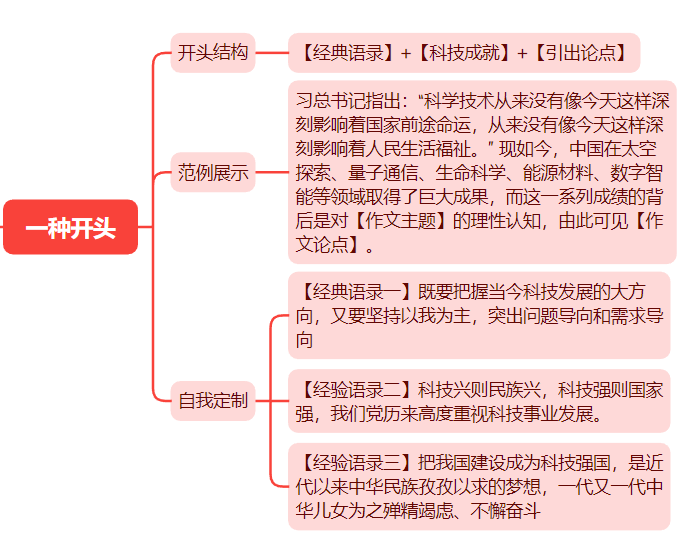 一种开头
开头结构
【经典语录】+【科技成就】+【引出论点】
范例展示
习总书记指出：“科学技术从来没有像今天这样深
刻影响着国家前途命运，从来没有像今天这样深
刻影响着人民生活福祉。” 现如今，中国在太空
探索、量子通信、生命科学、能源材料、数字智
能等领域取得了巨大成果，而这一系列成绩的背
后是对【作文主题】的理性认知，由此可见【作
文论点】。
自我定制
【经典语录一】既要把握当今科技发展的大方
向，又要坚持以我为主，突出问题导向和需求导
向
【经验语录二】科技兴则民族兴，科技强则国家
强，我们党历来高度重视科技事业发展。
【经验语录三】把我国建设成为科技强国，是近
代以来中华民族孜孜以求的梦想，一代又一代中
华儿女为之殚精竭虑、不懈奋斗